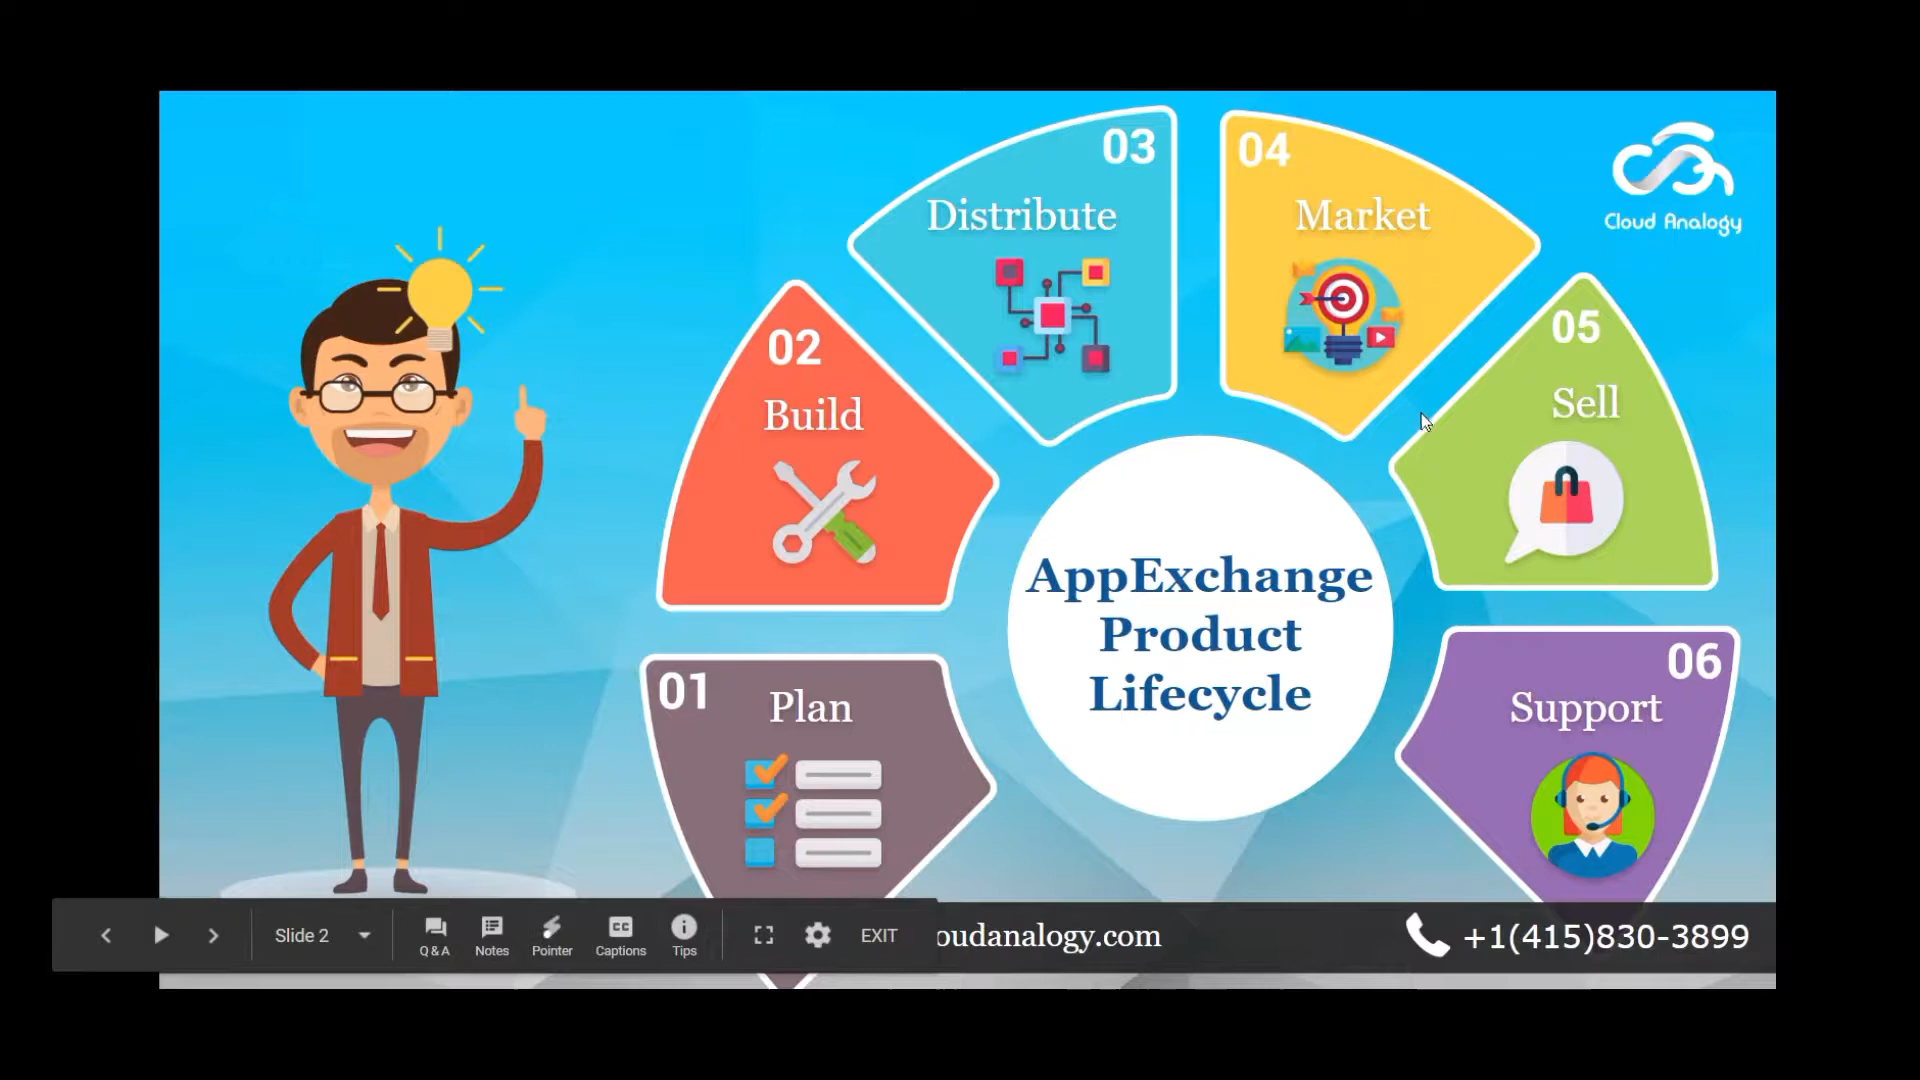 03
Distribute
04
Market
Cloud Analogy
02
Build
05
Sell
AppExchange
Product
Lifecycle
01
Plan
06
Support
Slide 2
Q & A
Notes
Pointer
CC
Captions
Tips
EXIT
oudanalogy.com
+1(415)830-3899